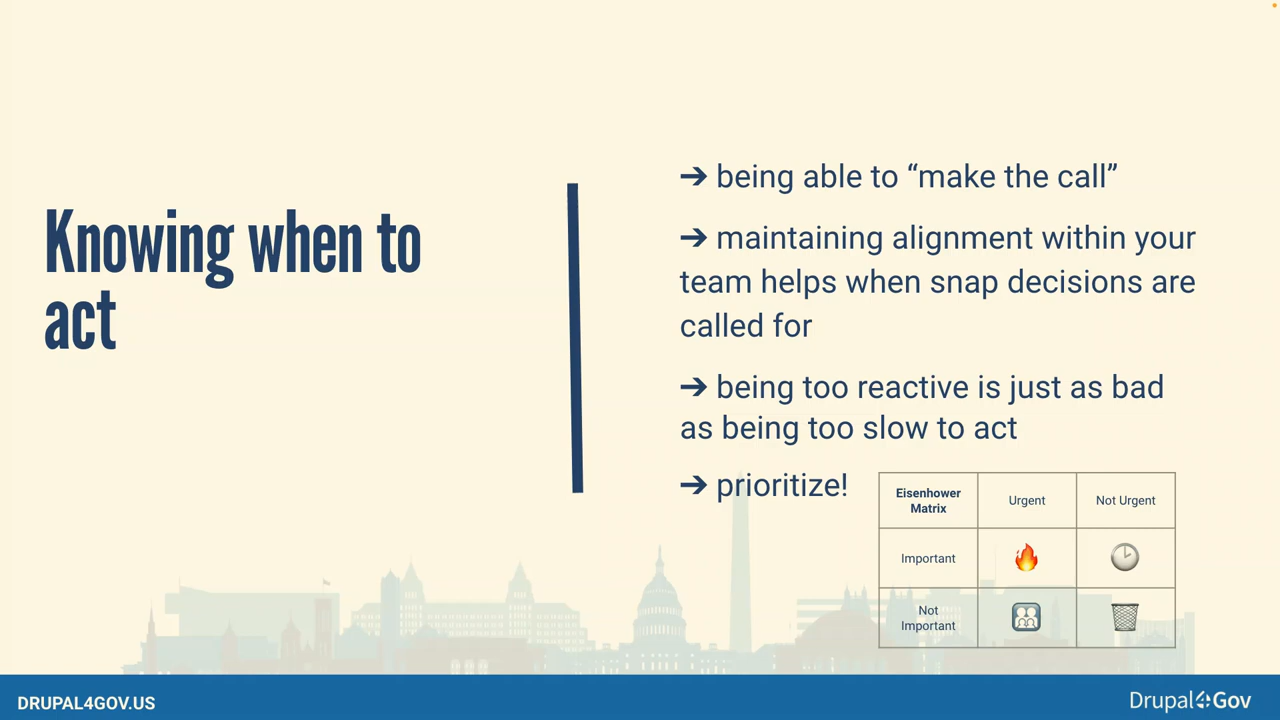 Knowing when to
act
➔ being able to “make the call”
➔ maintaining alignment within your
team helps when snap decisions are
called for
➔ being too reactive is just as bad
as being too slow to act
➔ prioritize!
Eisenhower
Matrix
Urgent
Not Urgent
Important
Not
Important
DRUPAL4GOV.US
Drupal4Gov